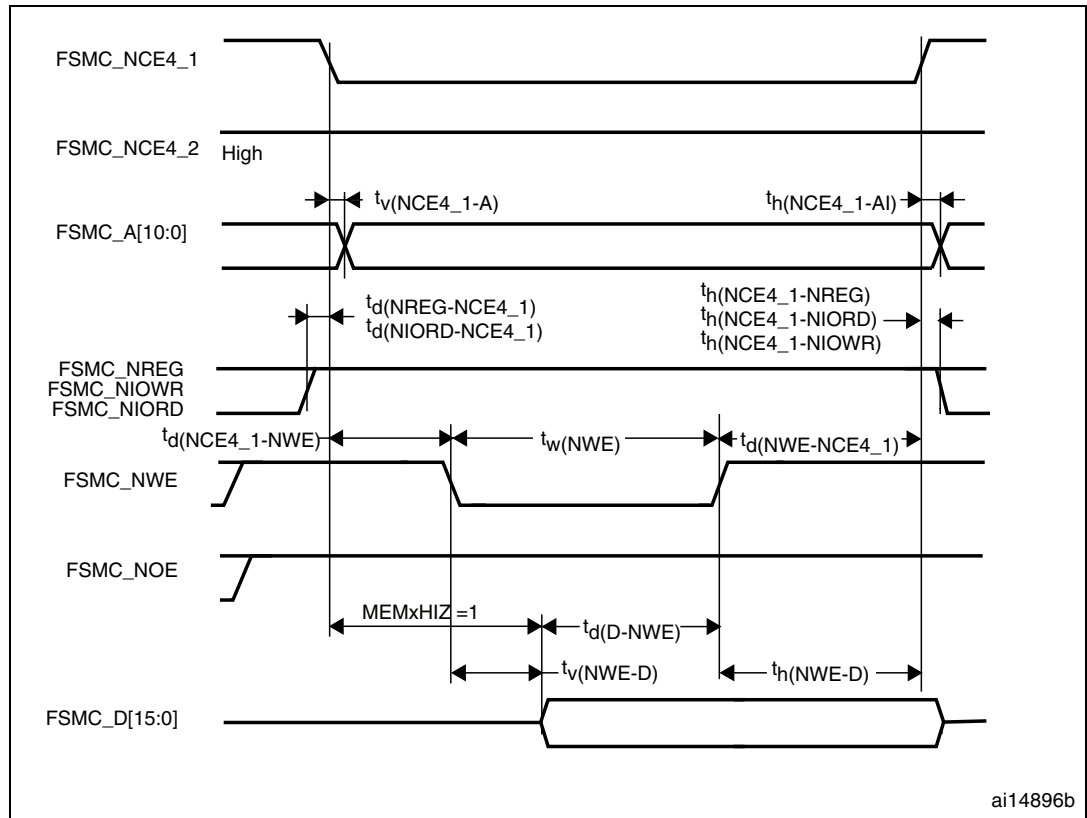 FSMC_NCE4_1
FSMC_NCE4_2 High
tv(NCE4_1-A) th(NCE4_1-AI)
FSMC_A[10:0]
td(NREG-NCE4_1)
td(NIORD-NCE4_1)
th(NCE4_1-NREG)
th(NCE4_1-NIORD)
th(NCE4_1-NIOWR)
FSMC_NREG
FSMC_NIOWR
FSMC_NIORD
td(NCE4_1-NWE) tw(NWE) td(NWE-NCE4_1)
FSMC_NWE
FSMC_NOE
MEMxHIZ =1 td(D-NWE)
tv(NWE-D) th(NWE-D)
FSMC_D[15:0]
ai14896b